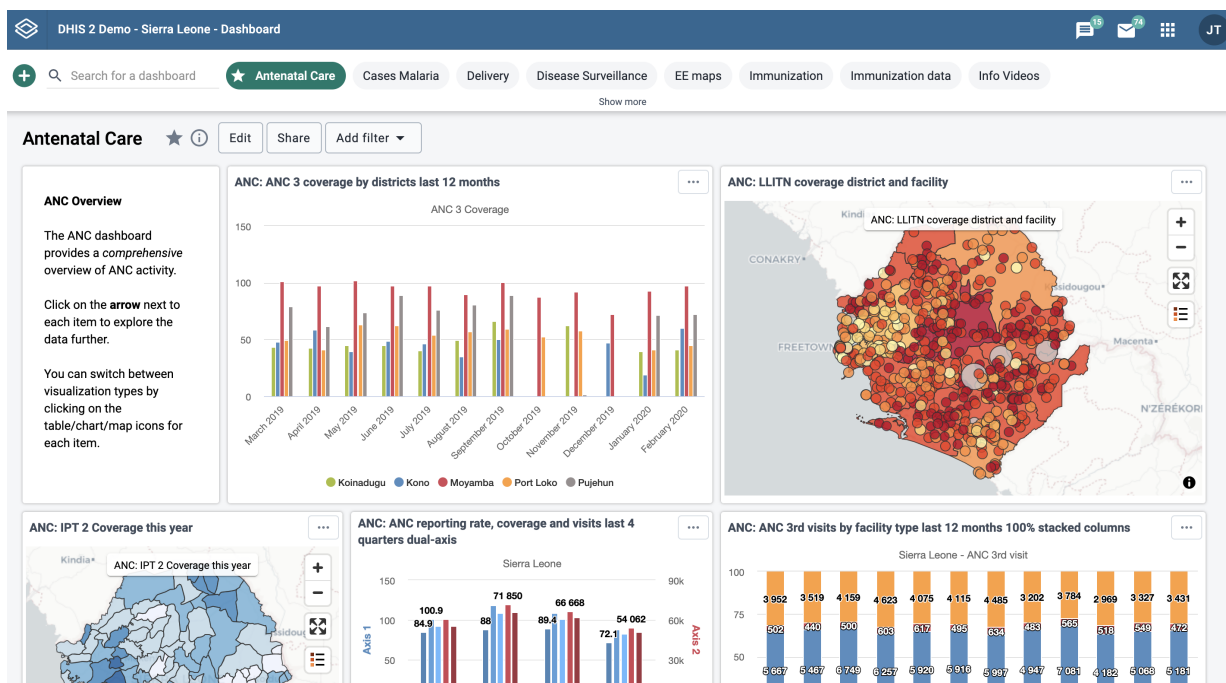 DHIS 2 Demo - Sierra Leone - Dashboard
15
74
JT
Search for a dashboard
Antenatal Care
Cases Malaria
Delivery
Disease Surveillance
EE maps
Immunization
Immunization data
Info Videos
Show more
Antenatal Care
Edit
Share
Add filter
ANC Overview
The ANC dashboard
provides a comprehensive
overview of ANC activity.
Click on the arrow next to
each item to explore the
data further.
You can switch between
visualization types by
clicking on the
table/chart/map icons for
each item.
ANC: ANC 3 coverage by districts last 12 months
ANC 3 Coverage
150
100
50
0
March 2019
April 2019
May 2019
June 2019
July 2019
August 2019
September 2019
October 2019
November 2019
December 2019
January 2020
February 2020
Koinadugu
Kono
Moyamba
Port Loko
Pujehun
ANC: LLITN coverage district and facility
Kindi
ANC: LLITN coverage district and facility
CONAKRY
ssidougou
FREETOWN
Macenta
N'ZÉRÉKOR
ANC: IPT 2 Coverage this year
Kindia
ANC: IPT 2 Coverage this year
ssidou
ANC: ANC reporting rate, coverage and visits last 4
quarters dual-axis
Sierra Leone
150
100
50
Axis 1
90k
60k
30k
Axis 2
84.9
100.9
88
71 850
89.4
66 668
72.1
54 062
ANC: ANC 3rd visits by facility type last 12 months 100% stacked columns
Sierra Leone - ANC 3rd visit
100
75
50
3 952 3 519 4 159 4 623 4 075 4 115 4 485 3 202 3 784 2 969 3 327 3 431
502 440 500 603 617 495 634 483 565 518 549 472
5 667 5 467 6 749 6 257 5 920 5 916 5 997 4 947 7 081 4 182 5 068 5 181